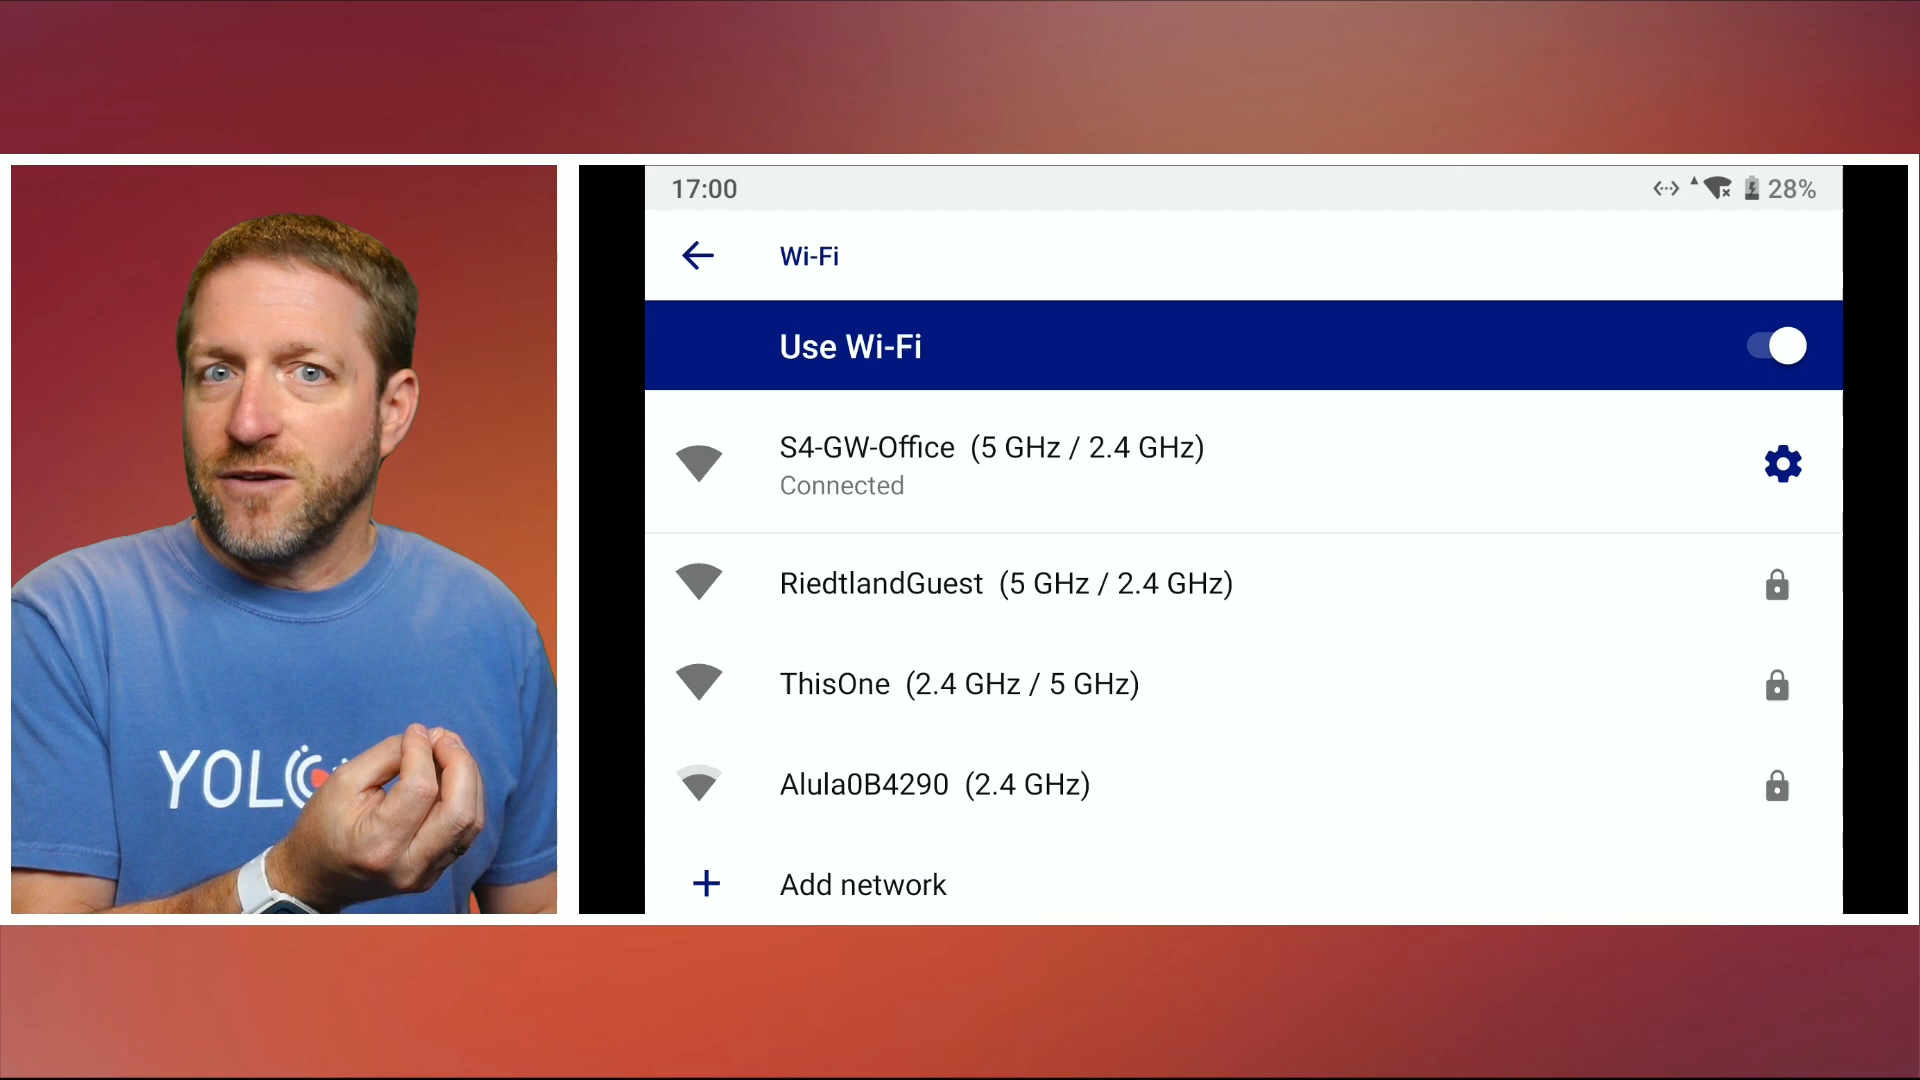 17:00
28%
Wi-Fi
Use Wi-Fi
S4-GW-Office (5 GHz / 2.4 GHz)
Connected
RiedtlandGuest (5 GHz / 2.4 GHz)
ThisOne (2.4 GHz / 5 GHz)
Alula0B4290 (2.4 GHz)
Add network
YOL